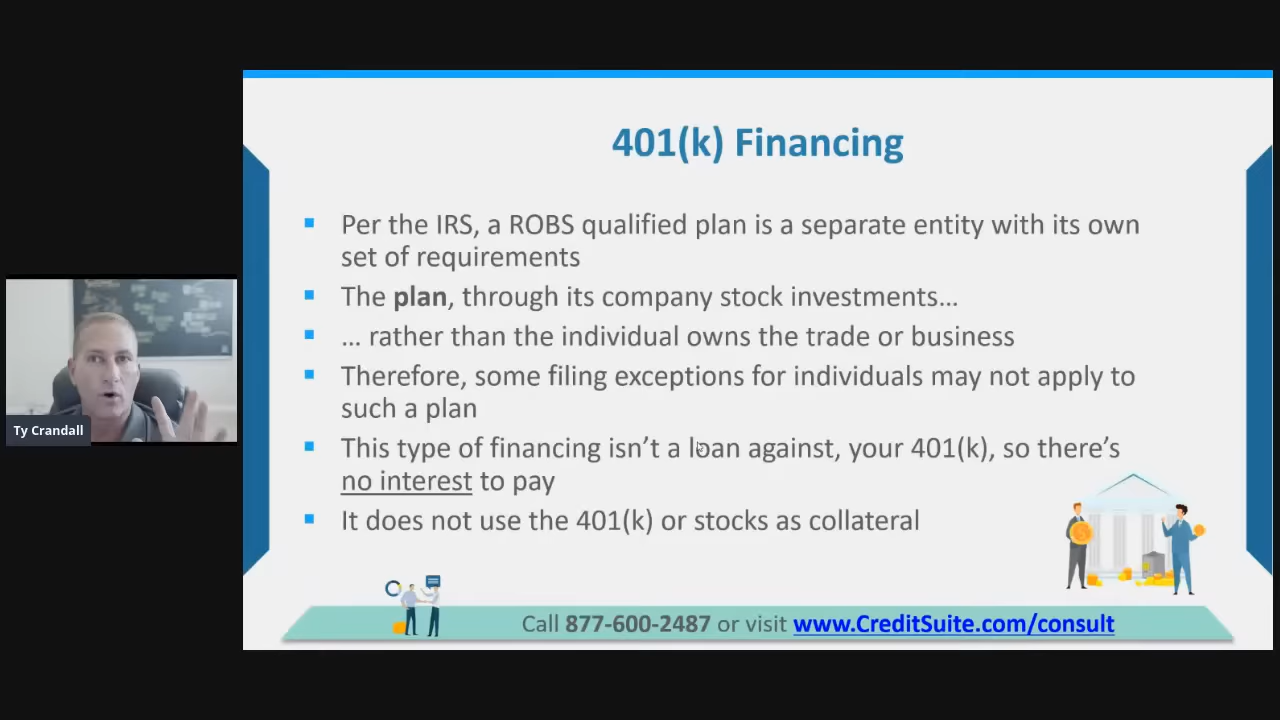 401(k) Financing
Per the IRS, a ROBS qualified plan is a separate entity with its own
set of requirements
The plan, through its company stock investments…
… rather than the individual owns the trade or business
Therefore, some filing exceptions for individuals may not apply to
such a plan
This type of financing isn’t a loan against, your 401(k), so there’s
no interest to pay
It does not use the 401(k) or stocks as collateral
Ty Crandall
Call 877-600-2487 or visit www.CreditSuite.com/consult